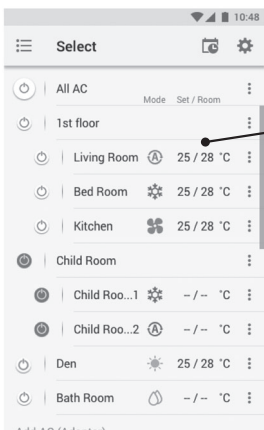 10:48
Select
All AC
Mode Set / Room
1st floor
Living Room A 25 / 28 °C
Bed Room 25 / 28 °C
Kitchen 25 / 28 °C
Child Room
Child Roo...1 -- / -- °C
Child Roo...2 A -- / -- °C
Den 25 / 28 °C
Bath Room -- / -- °C